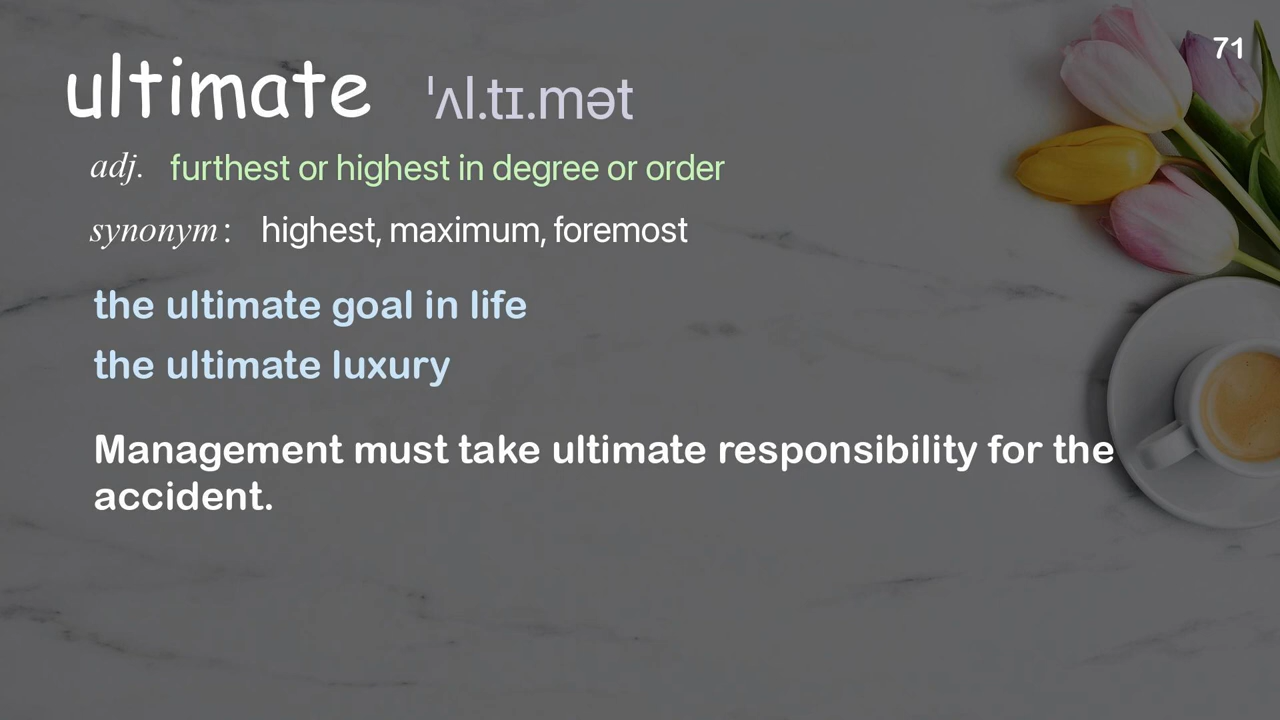 71
ultimate ˈʌl.tɪ.mət
adj. furthest or highest in degree or order
synonym: highest, maximum, foremost
the ultimate goal in life
the ultimate luxury
Management must take ultimate responsibility for the
accident.